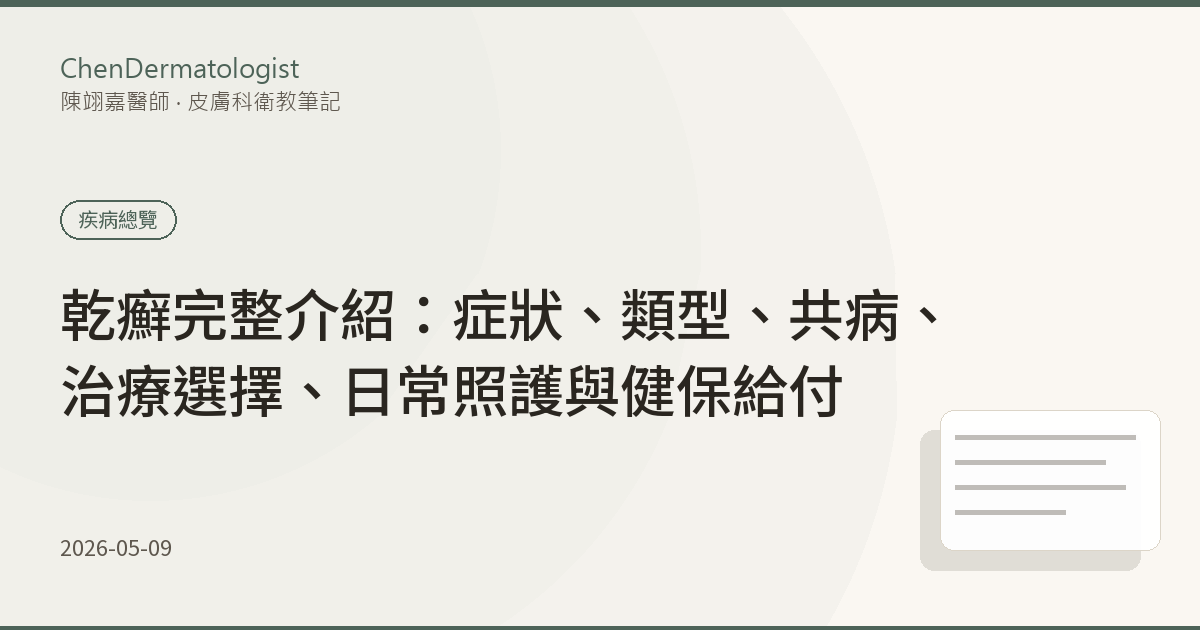 ChenDermatologist
陳翊嘉醫師 · 皮膚科衛教筆記
疾病總覽
乾癬完整介紹：症狀、類型、共病、
治療選擇、日常照護與健保給付
2026-05-09